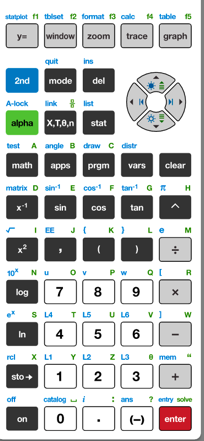 statplot f1 tblset f2 format f3 calc f4 table f5
y= window zoom trace graph
quit ins
2nd mode del
A-lock link list
alpha X,T,θ,n stat
test A angle B draw C distr
math apps prgm vars clear
matrix D sin⁻¹ E cos⁻¹ F tan⁻¹ G π H
x⁻¹ sin cos tan ^
√ I EE J { K } L e M
x² , ( ) ÷
10ˣ N u O v P w Q [ R
log 7 8 9 ×
eˣ S L4 T L5 U L6 V ] W
ln 4 5 6 −
rcl X L1 Y L2 Z L3 θ mem "
sto→ 1 2 3 +
off catalog ⎵ i : ans ? entry solve
on 0 . (−) enter